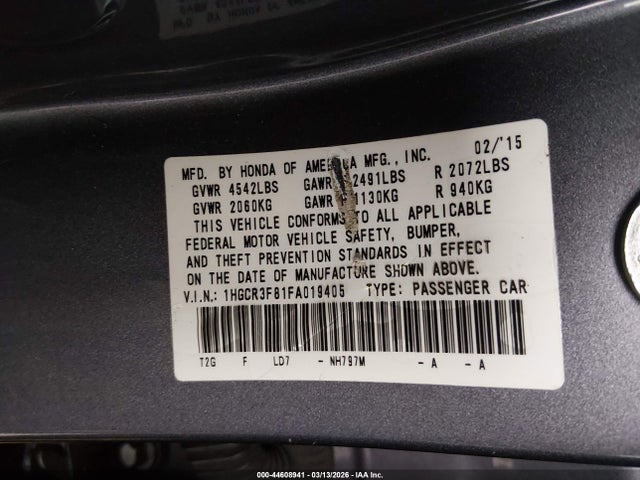 MFD. BY HONDA OF AMERICA MFG., INC. 02/'15
GVWR 4542LBS GAWR 2491LBS R 2072LBS
GVWR 2060KG GAWR 1130KG R 940KG
THIS VEHICLE CONFORMS TO ALL APPLICABLE
FEDERAL MOTOR VEHICLE SAFETY, BUMPER,
AND THEFT PREVENTION STANDARDS IN EFFECT
ON THE DATE OF MANUFACTURE SHOWN ABOVE.
V.I.N.: 1HGCR3F81FA019405 TYPE: PASSENGER CAR
T2G F LD7 - NH797M - A - A
000-44608941 - 03/13/2026 - IAA Inc.